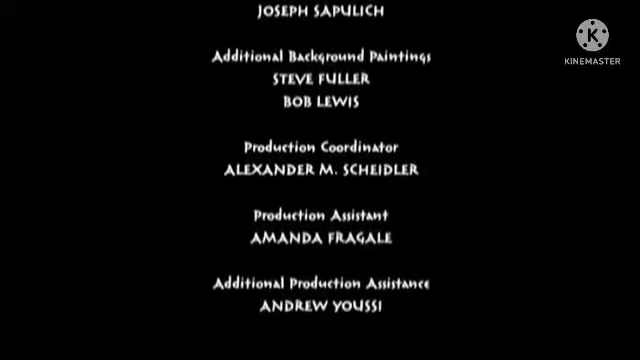 JOSEPH SAPULICH
Additional Background Paintings
STEVE FULLER
BOB LEWIS
Production Coordinator
ALEXANDER M. SCHEIDLER
Production Assistant
AMANDA FRAGALE
Additional Production Assistance
ANDREW YOUSSI
K
KINEMASTER